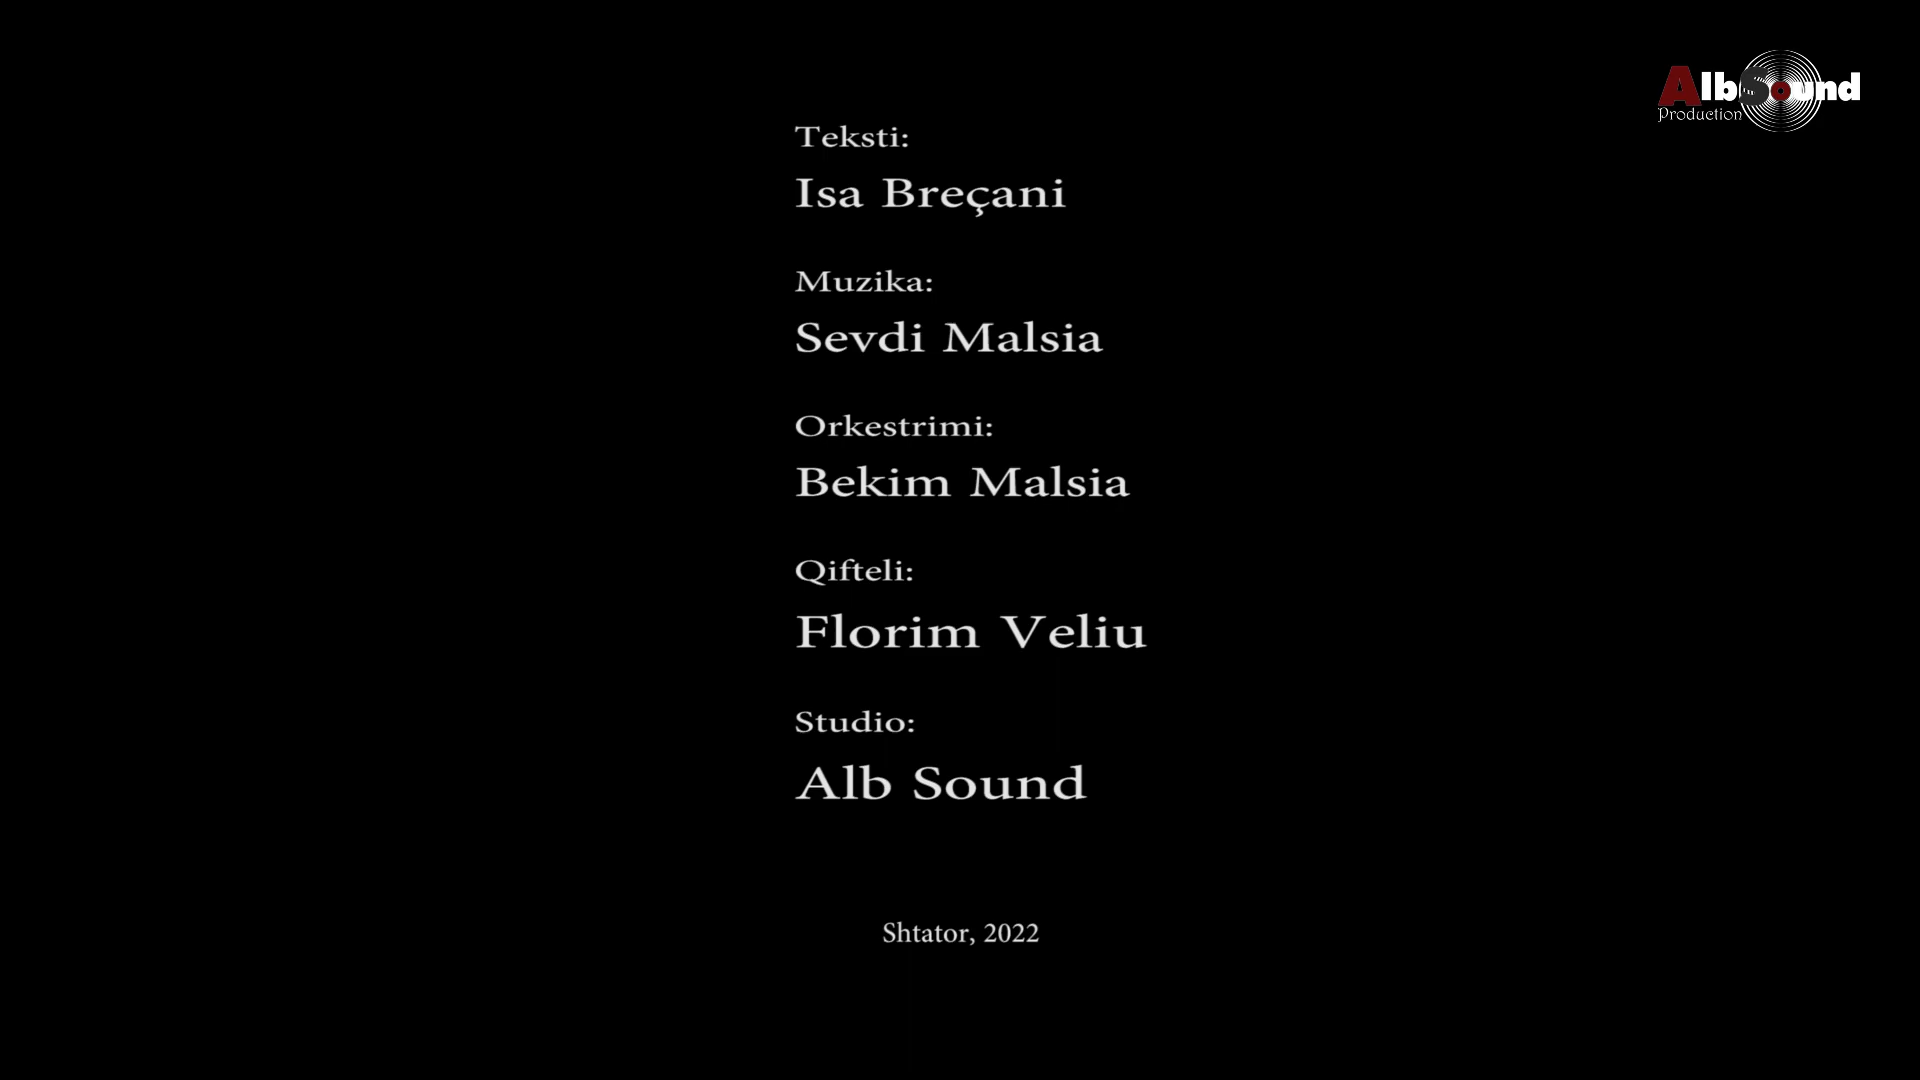 AlbSound
Production
Teksti:
Isa Breçani
Muzika:
Sevdi Malsia
Orkestrimi:
Bekim Malsia
Qifteli:
Florim Veliu
Studio:
Alb Sound
Shtator, 2022